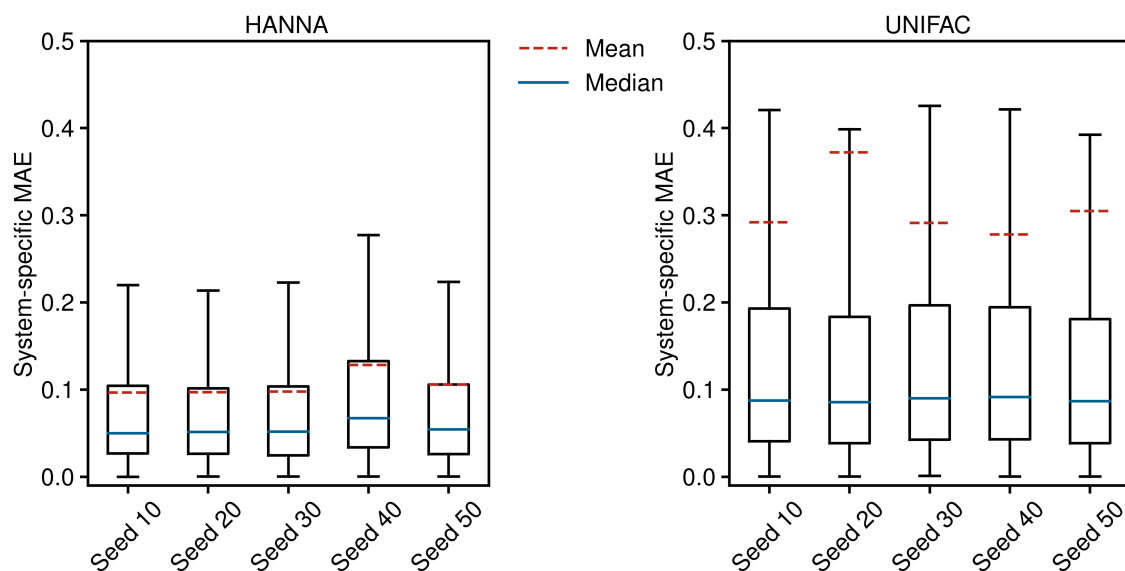 HANNA
System-specific MAE
0.5
0.4
0.3
0.2
0.1
0.0
Seed 10
Seed 20
Seed 30
Seed 40
Seed 50
Mean
Median
UNIFAC
System-specific MAE
0.5
0.4
0.3
0.2
0.1
0.0
Seed 10
Seed 20
Seed 30
Seed 40
Seed 50